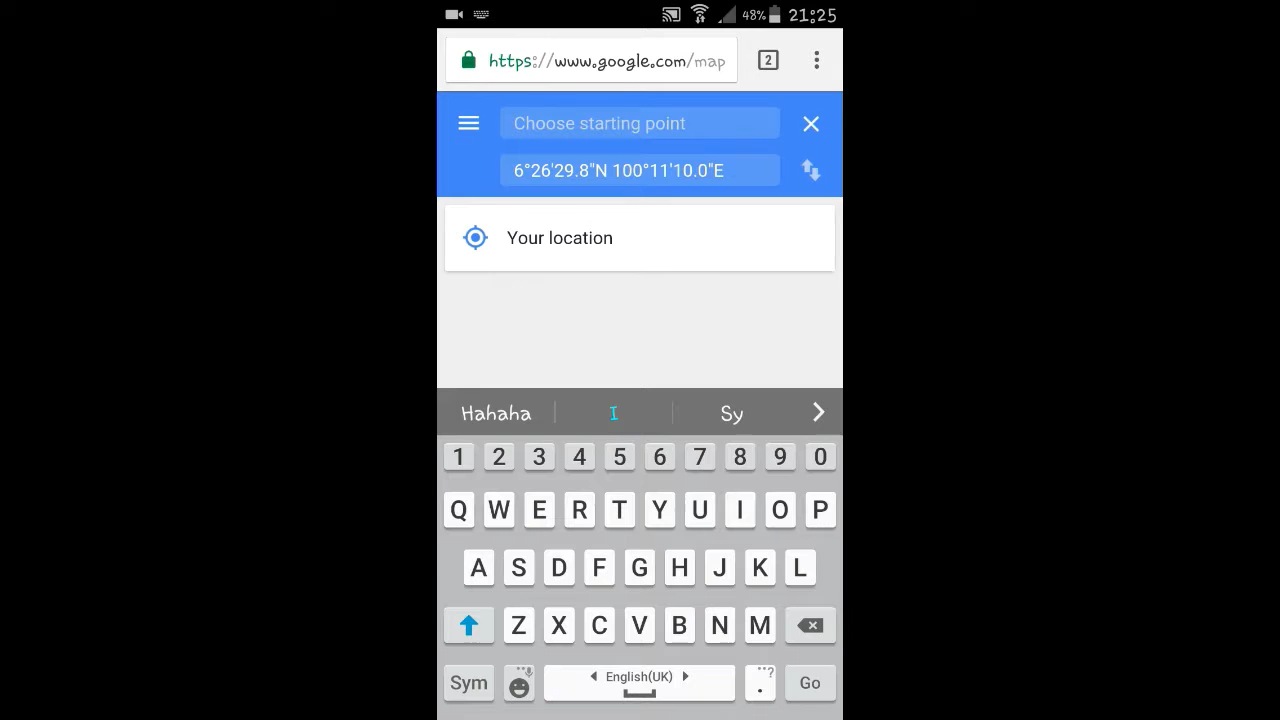 48% 21:25
https://www.google.com/map 2
Choose starting point
6°26'29.8"N 100°11'10.0"E
Your location
Hahaha I Sy
1 2 3 4 5 6 7 8 9 0
Q W E R T Y U I O P
A S D F G H J K L
Z X C V B N M
Sym English(UK) . ? Go